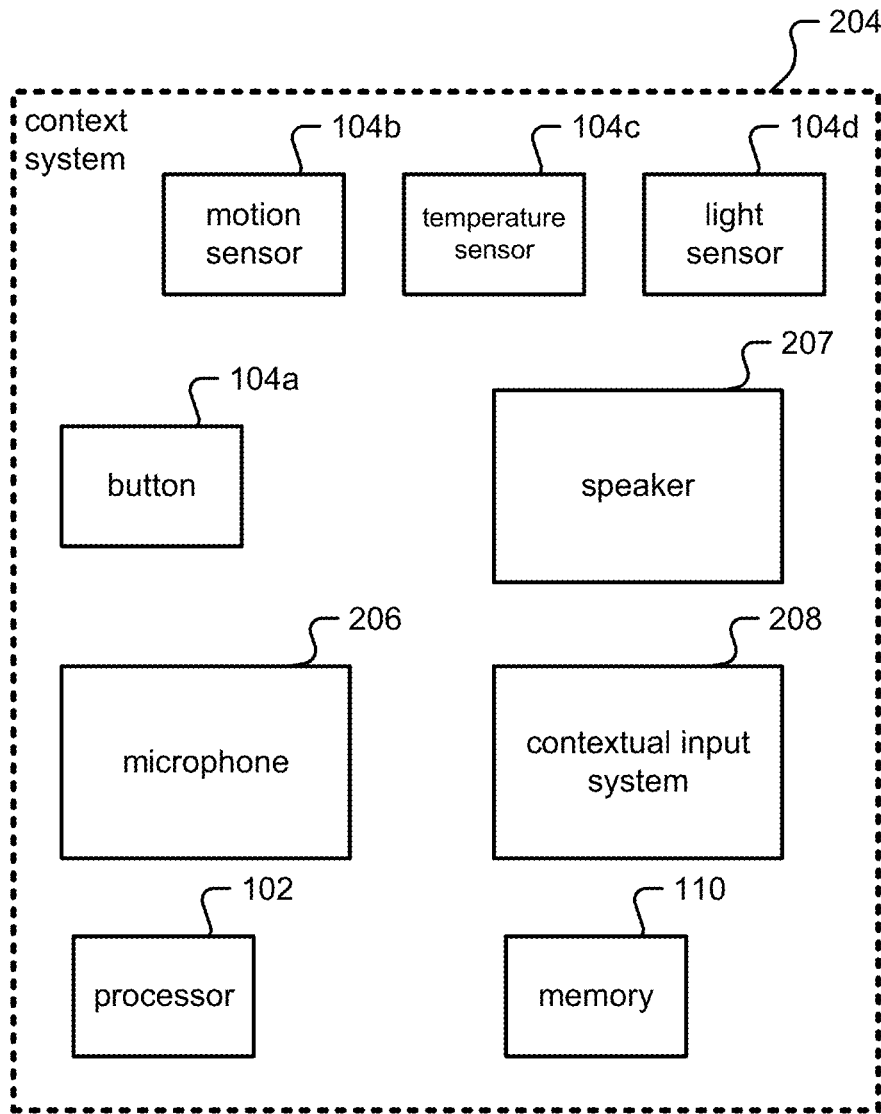 204
context
system
104b
104c
104d
motion
sensor
temperature
sensor
light
sensor
207
104a
button
speaker
206
208
microphone
contextual input
system
102
110
processor
memory